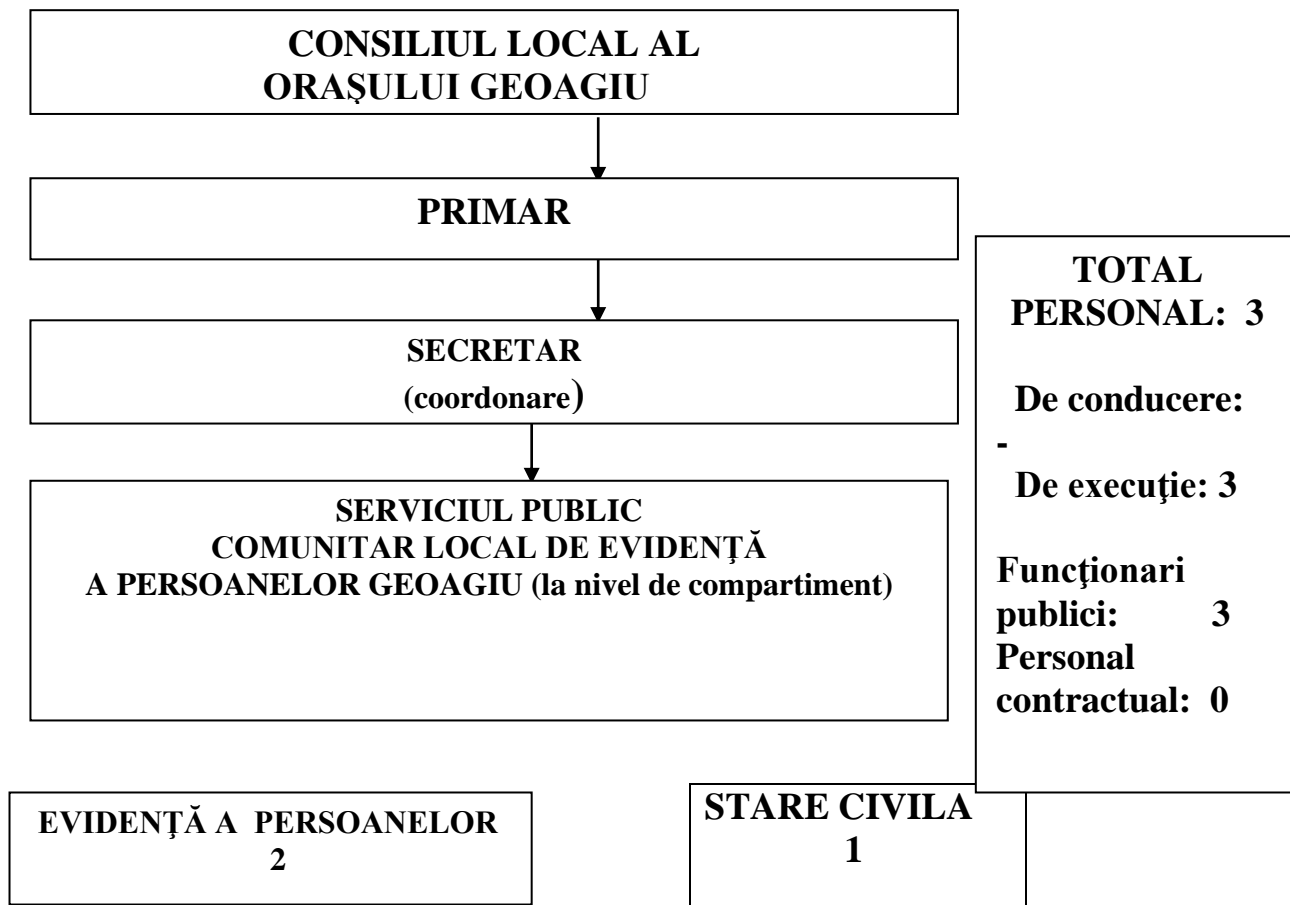 CONSILIUL LOCAL AL
ORAŞULUI GEOAGIU
PRIMAR
SECRETAR
(coordonare)
SERVICIUL PUBLIC
COMUNITAR LOCAL DE EVIDENŢĂ
A PERSOANELOR GEOAGIU (la nivel de compartiment)
TOTAL
PERSONAL: 3
De conducere:
-
De execuţie: 3
Funcţionari
publici: 3
Personal
contractual: 0
EVIDENŢĂ A PERSOANELOR
2
STARE CIVILA
1